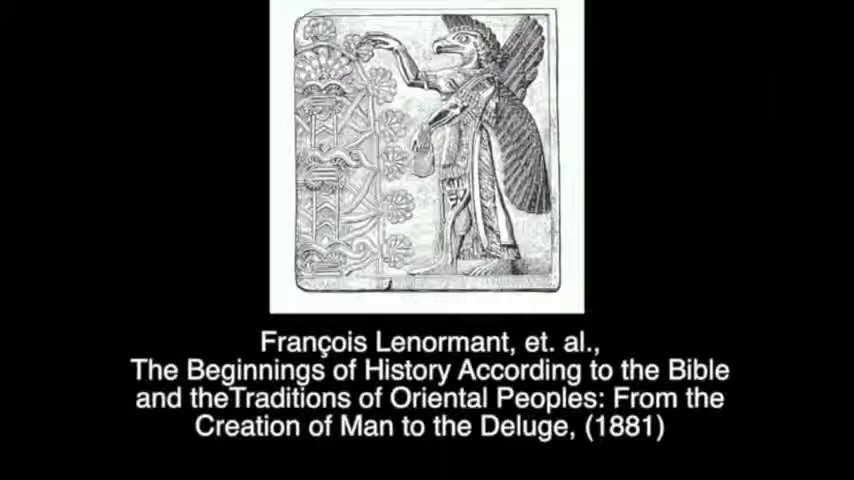 François Lenormant, et. al.,
The Beginnings of History According to the Bible
and theTraditions of Oriental Peoples: From the
Creation of Man to the Deluge, (1881)